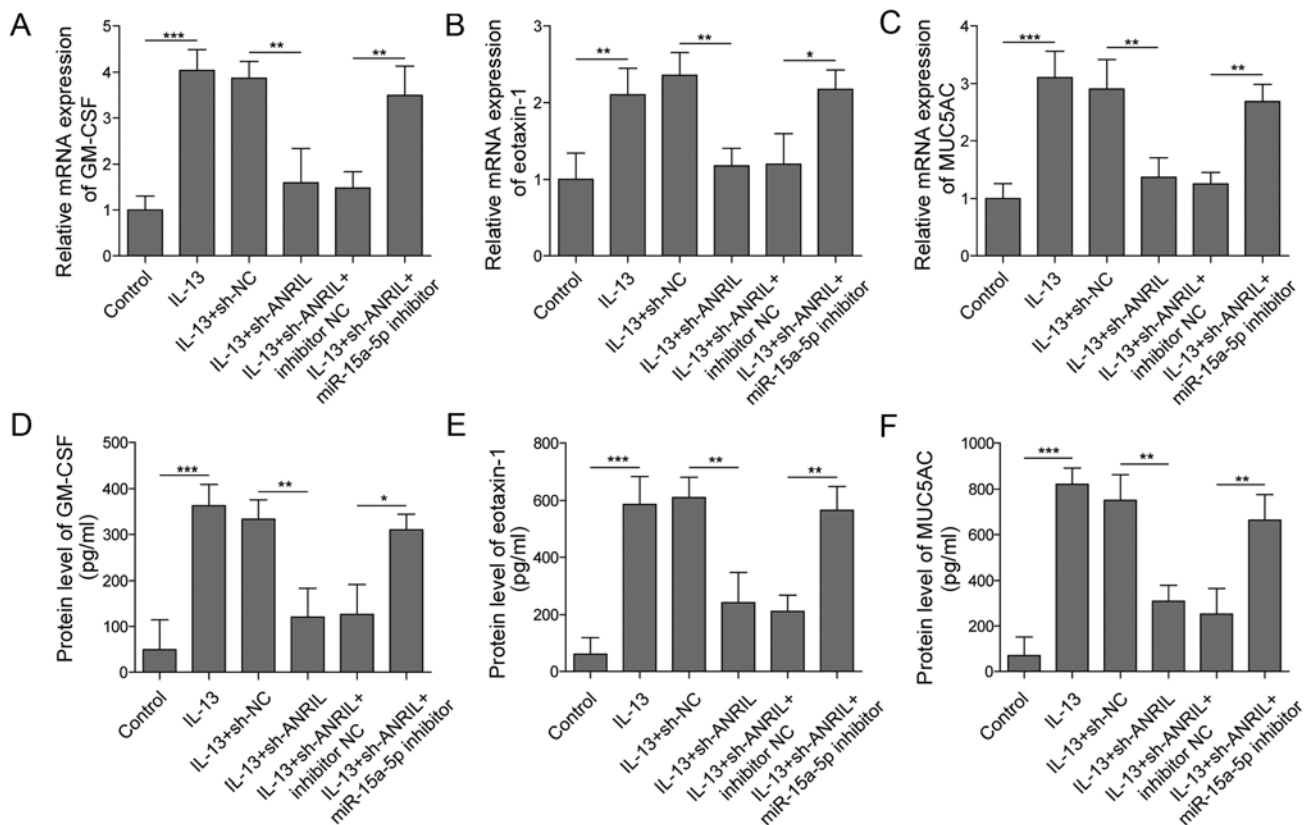 A
Relative mRNA expression
of GM-CSF
5
4
3
2
1
0
***
**
**
Control
IL-13
IL-13+sh-NC
IL-13+sh-ANRIL
IL-13+sh-ANRIL+
inhibitor NC
IL-13+sh-ANRIL+
miR-15a-5p inhibitor
B
Relative mRNA expression
of eotaxin-1
3
2
1
0
**
**
*
Control
IL-13
IL-13+sh-NC
IL-13+sh-ANRIL
IL-13+sh-ANRIL+
inhibitor NC
IL-13+sh-ANRIL+
miR-15a-5p inhibitor
C
Relative mRNA expression
of MUC5AC
4
3
2
1
0
***
**
**
Control
IL-13
IL-13+sh-NC
IL-13+sh-ANRIL
IL-13+sh-ANRIL+
inhibitor NC
IL-13+sh-ANRIL+
miR-15a-5p inhibitor
D
Protein level of GM-CSF
(pg/ml)
500
400
300
200
100
0
***
**
*
Control
IL-13
IL-13+sh-NC
IL-13+sh-ANRIL
IL-13+sh-ANRIL+
inhibitor NC
IL-13+sh-ANRIL+
miR-15a-5p inhibitor
E
Protein level of eotaxin-1
(pg/ml)
800
600
400
200
0
***
**
**
Control
IL-13
IL-13+sh-NC
IL-13+sh-ANRIL
IL-13+sh-ANRIL+
inhibitor NC
IL-13+sh-ANRIL+
miR-15a-5p inhibitor
F
Protein level of MUC5AC
(pg/ml)
1000
800
600
400
200
0
***
**
**
Control
IL-13
IL-13+sh-NC
IL-13+sh-ANRIL
IL-13+sh-ANRIL+
inhibitor NC
IL-13+sh-ANRIL+
miR-15a-5p inhibitor